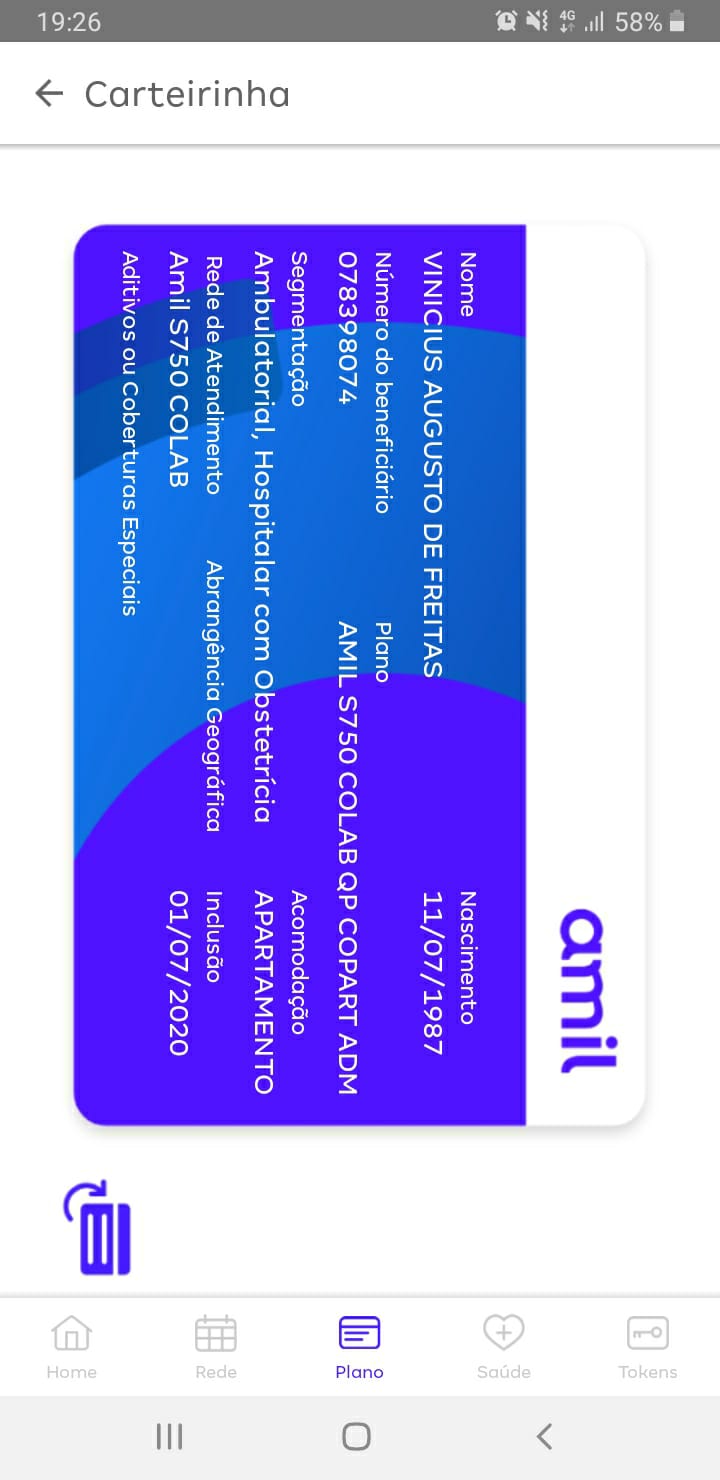 19:26
4G
58%
Carteirinha
amil
Nome
Nascimento
VINICIUS AUGUSTO DE FREITAS
11/07/1987
Número do beneficiário
Plano
078398074
AMIL S750 COLAB QP COPART ADM
Segmentação
Acomodação
Ambulatorial, Hospitalar com Obstetrícia
APARTAMENTO
Rede de Atendimento
Abrangência Geográfica
Inclusão
Amil S750 COLAB
01/07/2020
Aditivos ou Coberturas Especiais
Home
Rede
Plano
Saúde
Tokens